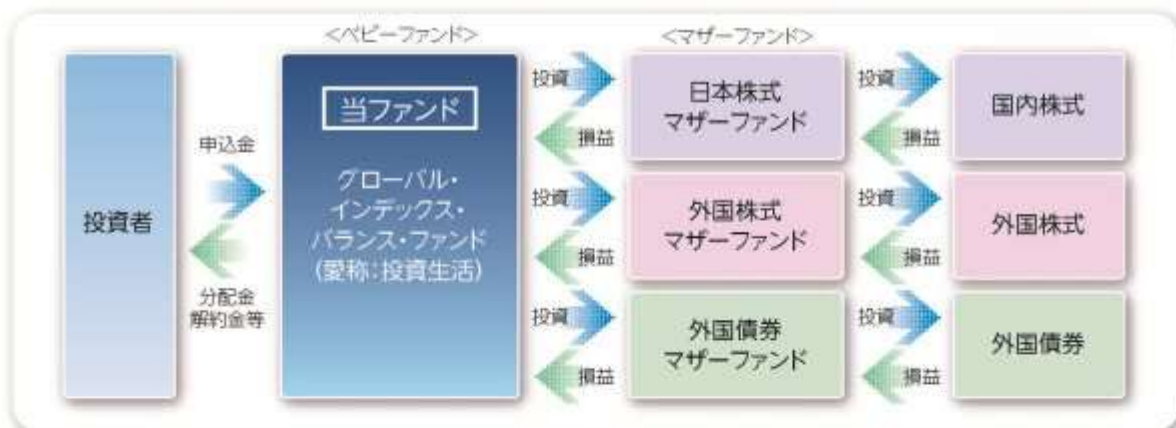 <ベビーファンド>
<マザーファンド>
投資者
申込金
分配金
解約金等
当ファンド
グローバル・
インデックス・
バランス・ファンド
(愛称:投資生活)
投資
損益
日本株式
マザーファンド
投資
損益
国内株式
投資
損益
外国株式
マザーファンド
投資
損益
外国株式
投資
損益
外国債券
マザーファンド
投資
損益
外国債券